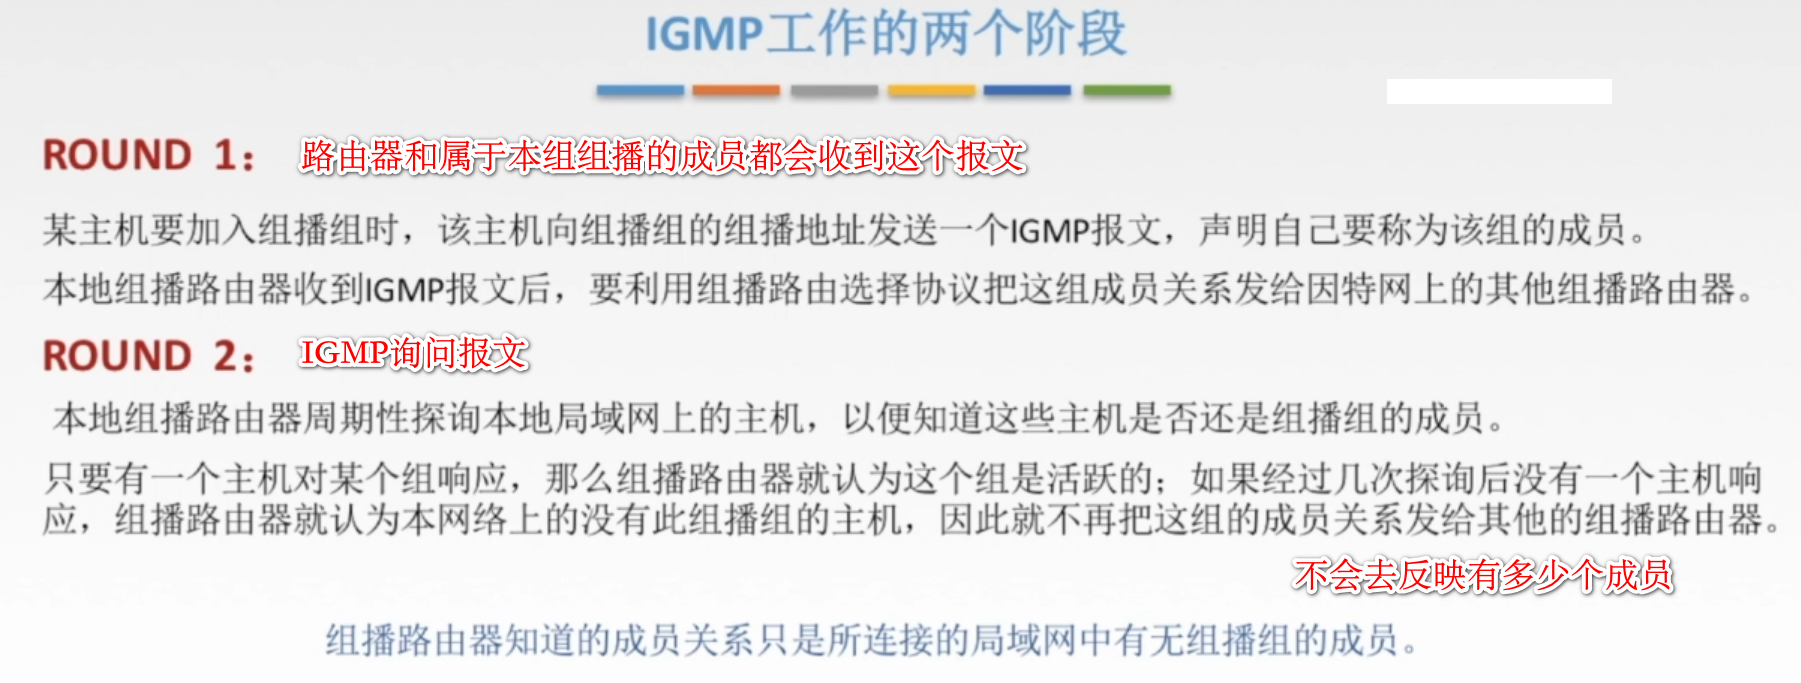 IGMP工作的两个阶段
ROUND 1： 路由器和属于本组组播的成员都会收到这个报文
某主机要加入组播组时，该主机向组播组的组播地址发送一个IGMP报文，声明自己要称为该组的成员。
本地组播路由器收到IGMP报文后，要利用组播路由选择协议把这组成员关系发给因特网上的其他组播路由器。
ROUND 2： IGMP询问报文
本地组播路由器周期性探询本地局域网上的主机，以便知道这些主机是否还是组播组的成员。
只要有一个主机对某个组响应，那么组播路由器就认为这个组是活跃的；如果经过几次探询后没有一个主机响
应，组播路由器就认为本网络上的没有此组播组的主机，因此就不再把这组的成员关系发给其他的组播路由器。
不会去反映有多少个成员
组播路由器知道的成员关系只是所连接的局域网中有无组播组的成员。